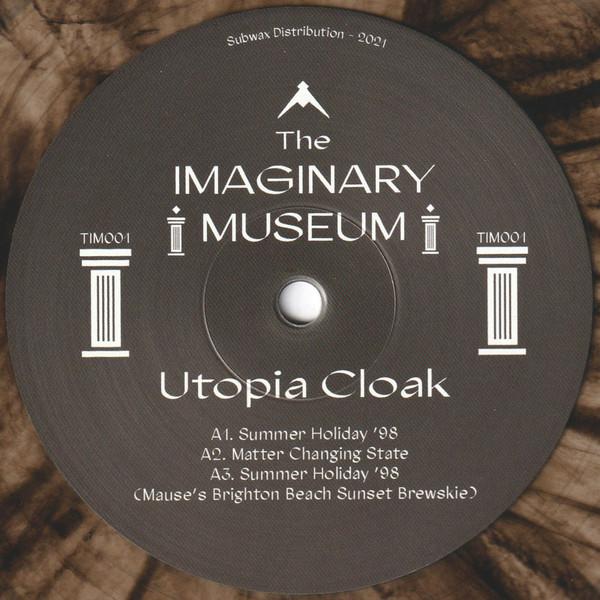 Subwax Distribution - 2021
The
IMAGINARY
MUSEUM
TIM001
TIM001
Utopia Cloak
A1. Summer Holiday '98
A2. Matter Changing State
A3. Summer Holiday '98
(Mause's Brighton Beach Sunset Brewskie)